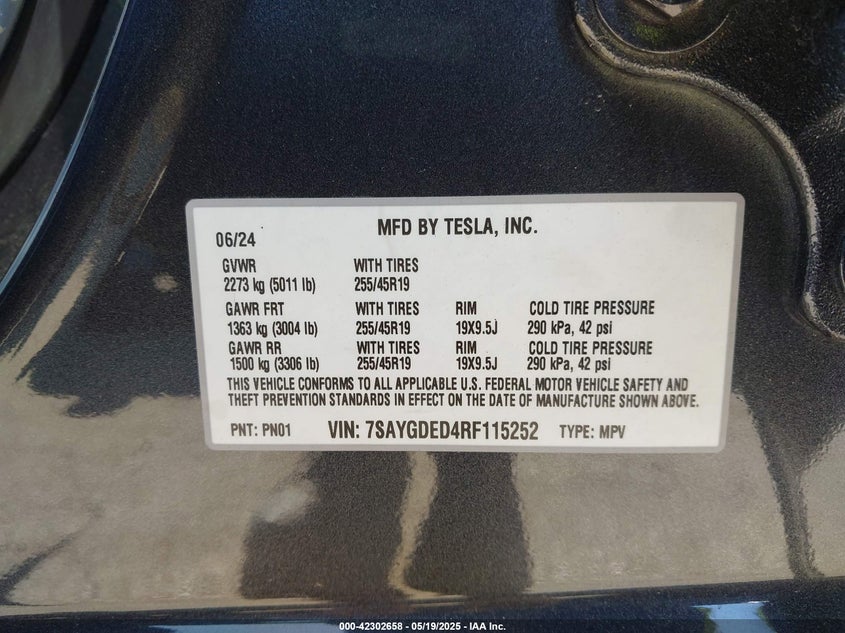 MFD BY TESLA, INC.
06/24
GVWR WITH TIRES
2273 kg (5011 lb) 255/45R19
GAWR FRT WITH TIRES RIM COLD TIRE PRESSURE
1363 kg (3004 lb) 255/45R19 19X9.5J 290 kPa, 42 psi
GAWR RR WITH TIRES RIM COLD TIRE PRESSURE
1500 kg (3306 lb) 255/45R19 19X9.5J 290 kPa, 42 psi
THIS VEHICLE CONFORMS TO ALL APPLICABLE U.S. FEDERAL MOTOR VEHICLE SAFETY AND
THEFT PREVENTION STANDARDS IN EFFECT ON THE DATE OF MANUFACTURE SHOWN ABOVE.
PNT: PN01 VIN: 7SAYGDED4RF115252 TYPE: MPV
000-42302658 - 05/19/2025 - IAA Inc.